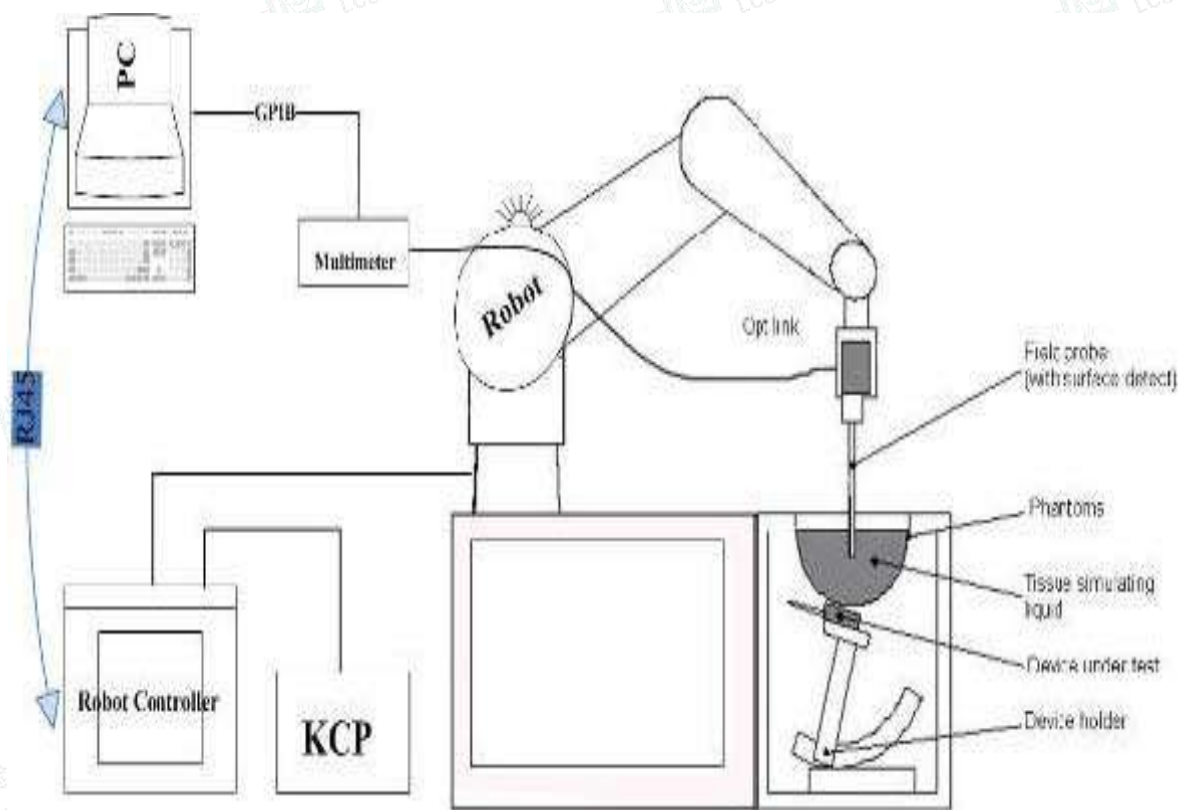 PC
GPIB
Multimeter
Robot
Opt link
Field probe
(with surface detect)
Phantoms
Tissue simulating
liquid
Device under test
Device holder
RJ45
Robot Controller
KCP